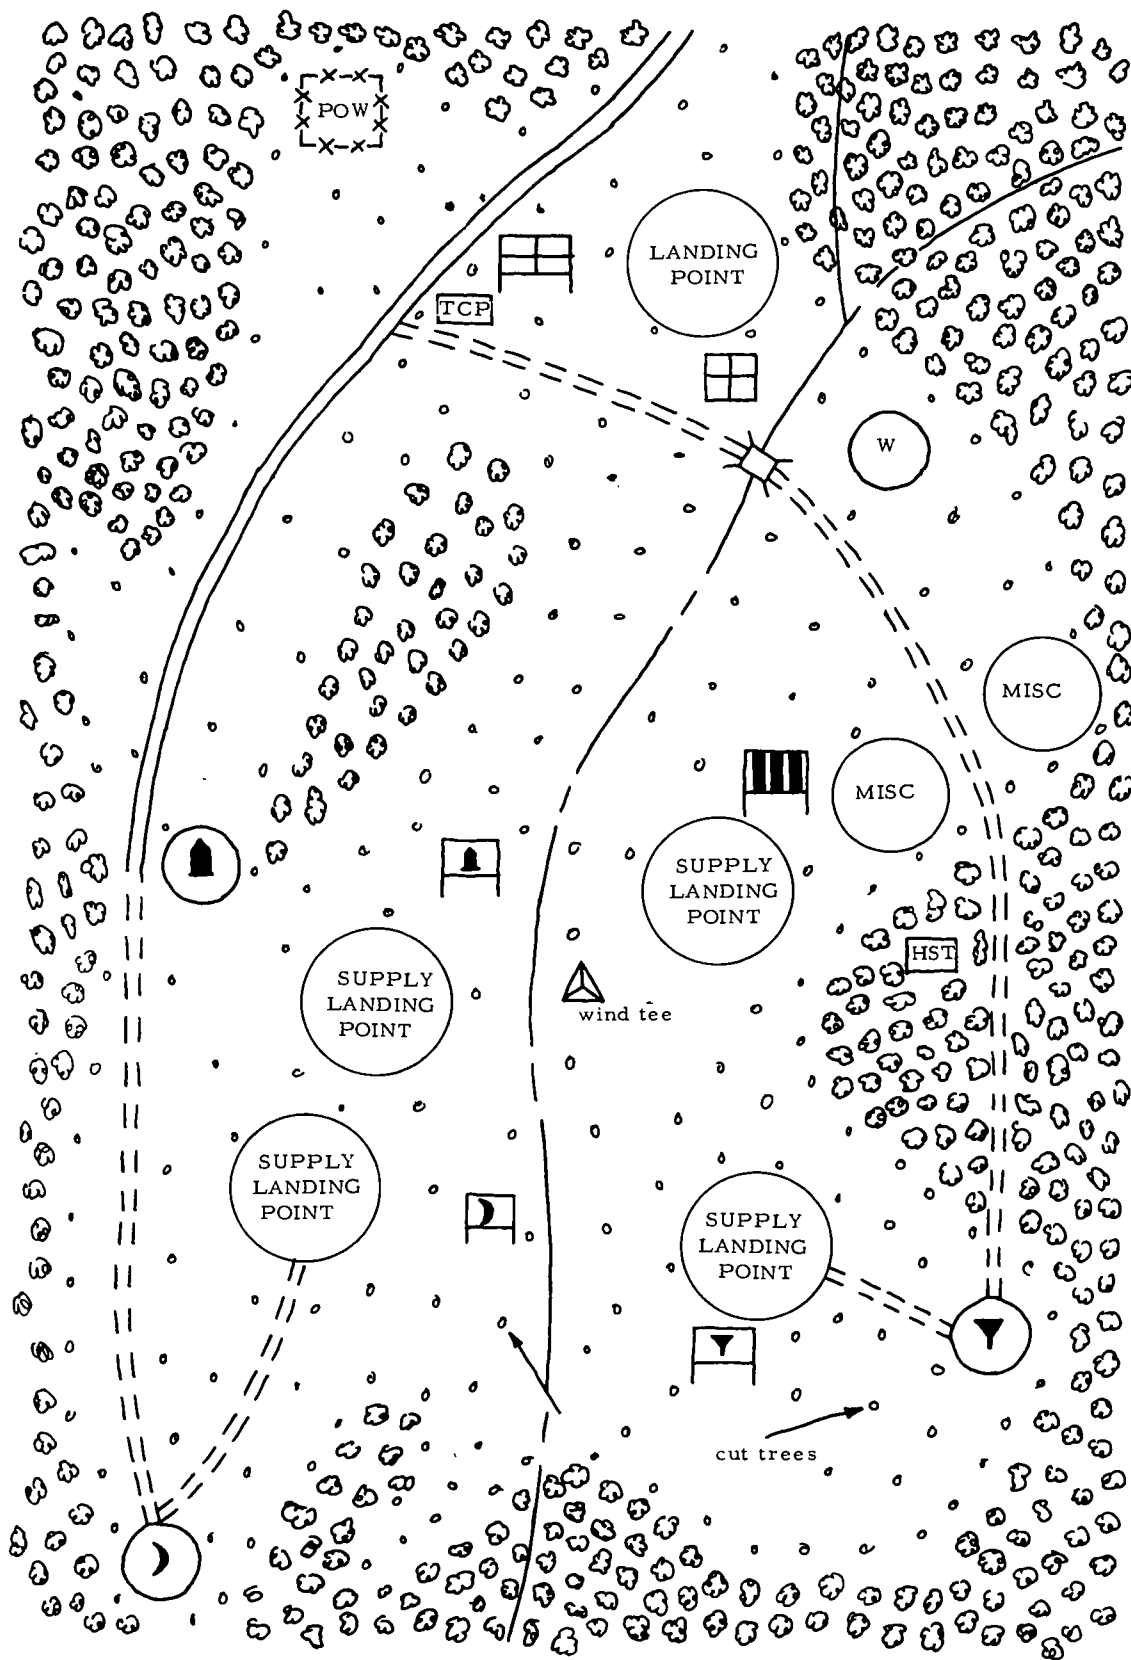 POW
LANDING
POINT
TCP
W
MISC
MISC
SUPPLY
LANDING
POINT
HST
SUPPLY
LANDING
POINT
wind tee
SUPPLY
LANDING
POINT
SUPPLY
LANDING
POINT
cut trees